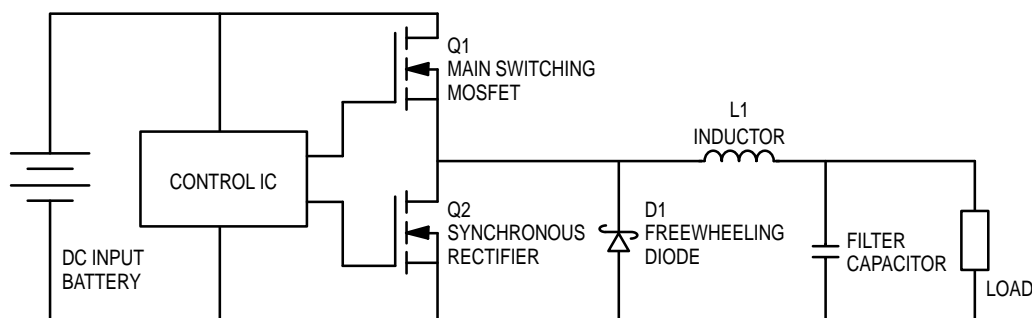 Q1
MAIN SWITCHING
MOSFET
L1
INDUCTOR
CONTROL IC
Q2
SYNCHRONOUS
RECTIFIER
D1
FREEWHEELING
DIODE
DC INPUT
BATTERY
FILTER
CAPACITOR
LOAD